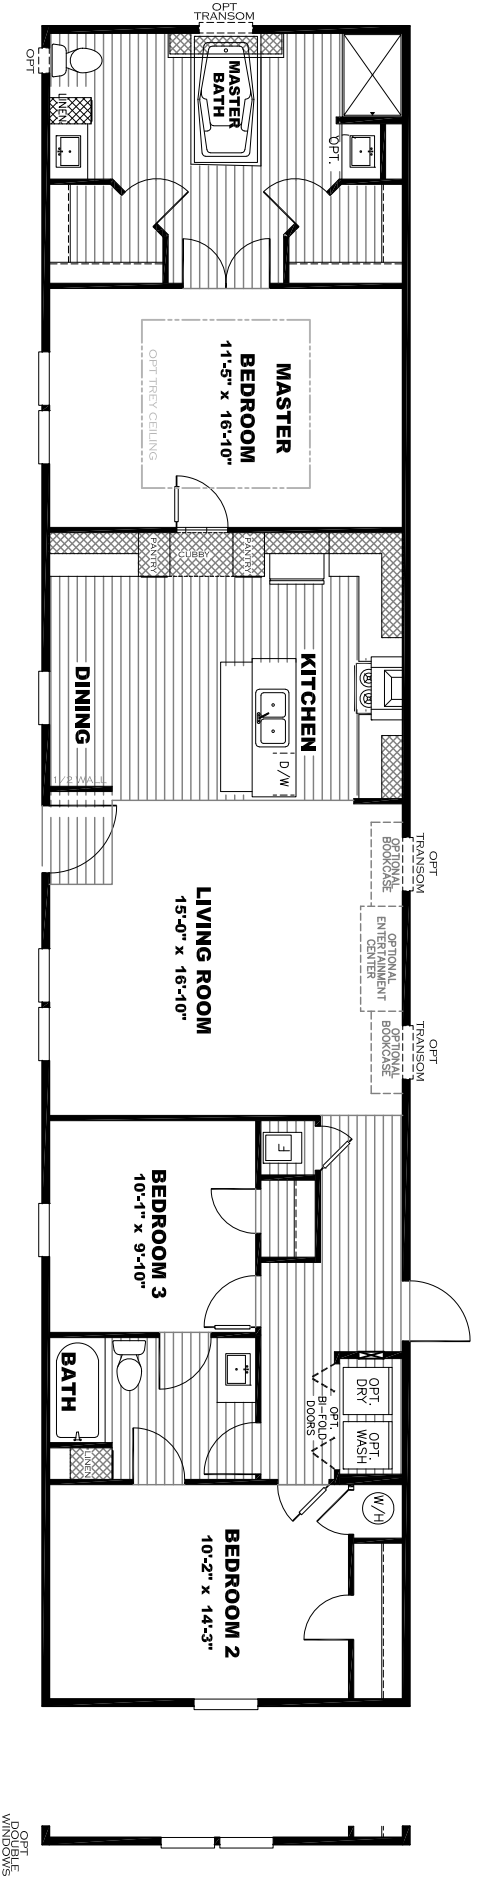 OPT
TRANSOM
OPT
MASTER
BATH
LINEN
OPT.
MASTER
BEDROOM
11'-5" x 16'-10"
OPT TREY CEILING
PANTRY
CUBBY
PANTRY
KITCHEN
DINING
D/W
1/2 WALL
OPT
TRANSOM
OPTIONAL
BOOKCASE
LIVING ROOM
15'-0" x 16'-10"
OPTIONAL
ENTERTAINMENT
CENTER
OPT
TRANSOM
OPTIONAL
BOOKCASE
F
BEDROOM 3
10'-1" x 9'-10"
BATH
OPT.
DRY
OPT.
WASH
OPT.
BI-FOLD
DOORS
LINEN
W/H
BEDROOM 2
10'-2" x 14'-3"
OPT
DOUBLE
WINDOWS